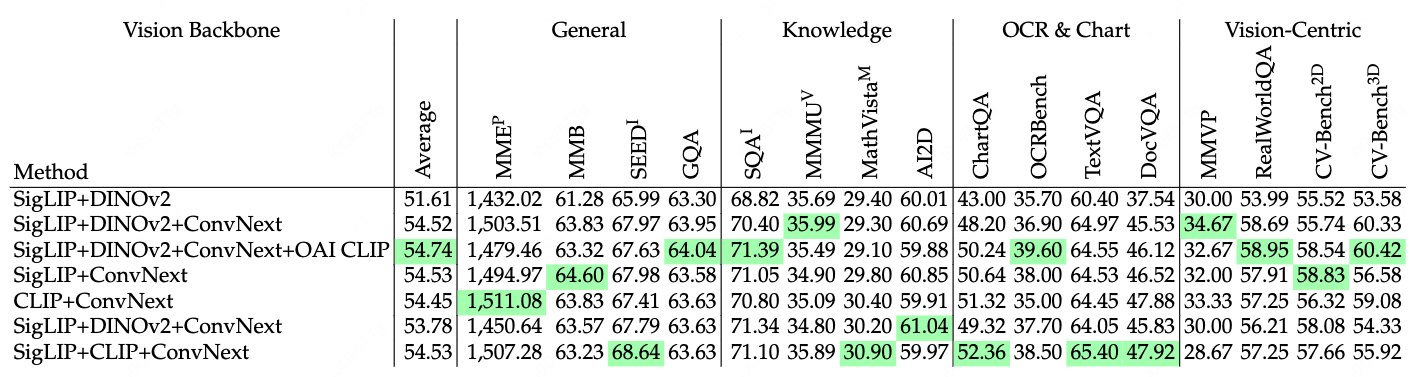 Vision Backbone General Knowledge OCR & Chart Vision-Centric
Method Average MME^P MMB SEED^I GQA SQA^I MMMU^V MathVista^M AI2D ChartQA OCRBench TextVQA DocVQA MMVP RealWorldQA CV-Bench^2D CV-Bench^3D
SigLIP+DINOv2 51.61 1,432.02 61.28 65.99 63.30 68.82 35.69 29.40 60.01 43.00 35.70 60.40 37.54 30.00 53.99 55.52 53.58
SigLIP+DINOv2+ConvNext 54.52 1,503.51 63.83 67.97 63.95 70.40 35.99 29.30 60.69 48.20 36.90 64.97 45.53 34.67 58.69 55.74 60.33
SigLIP+DINOv2+ConvNext+OAI CLIP 54.74 1,479.46 63.32 67.63 64.04 71.39 35.49 29.10 59.88 50.24 39.60 64.55 46.12 32.67 58.95 58.54 60.42
SigLIP+ConvNext 54.53 1,494.97 64.60 67.98 63.58 71.05 34.90 29.80 60.85 50.64 38.00 64.53 46.52 32.00 57.91 58.83 56.58
CLIP+ConvNext 54.45 1,511.08 63.83 67.41 63.63 70.80 35.09 30.40 59.91 51.32 35.00 64.45 47.88 33.33 57.25 56.32 59.08
SigLIP+DINOv2+ConvNext 53.78 1,450.64 63.57 67.79 63.63 71.34 34.80 30.20 61.04 49.32 37.70 64.05 45.83 30.00 56.21 58.08 54.33
SigLIP+CLIP+ConvNext 54.53 1,507.28 63.23 68.64 63.63 71.10 35.89 30.90 59.97 52.36 38.50 65.40 47.92 28.67 57.25 57.66 55.92